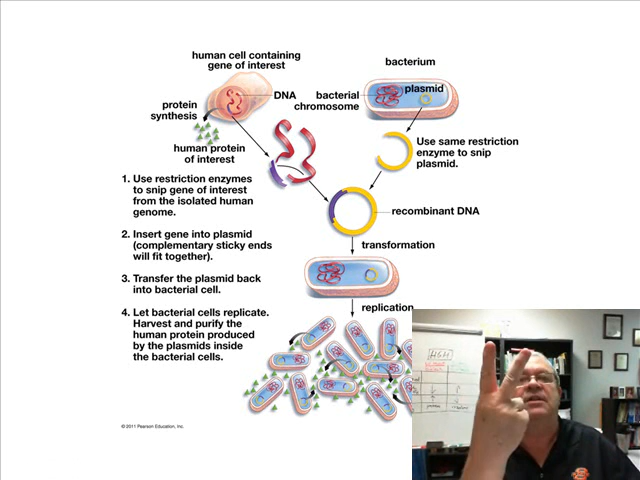 human cell containing
gene of interest
bacterium
DNA
bacterial
chromosome
plasmid
protein
synthesis
human protein
of interest
Use same restriction
enzyme to snip
plasmid.
1. Use restriction enzymes
to snip gene of interest
from the isolated human
genome.
recombinant DNA
2. Insert gene into plasmid
(complementary sticky ends
will fit together).
transformation
3. Transfer the plasmid back
into bacterial cell.
replication
4. Let bacterial cells replicate.
Harvest and purify the
human protein produced
by the plasmids inside
the bacterial cells.
© 2011 Pearson Education, Inc.
HGH